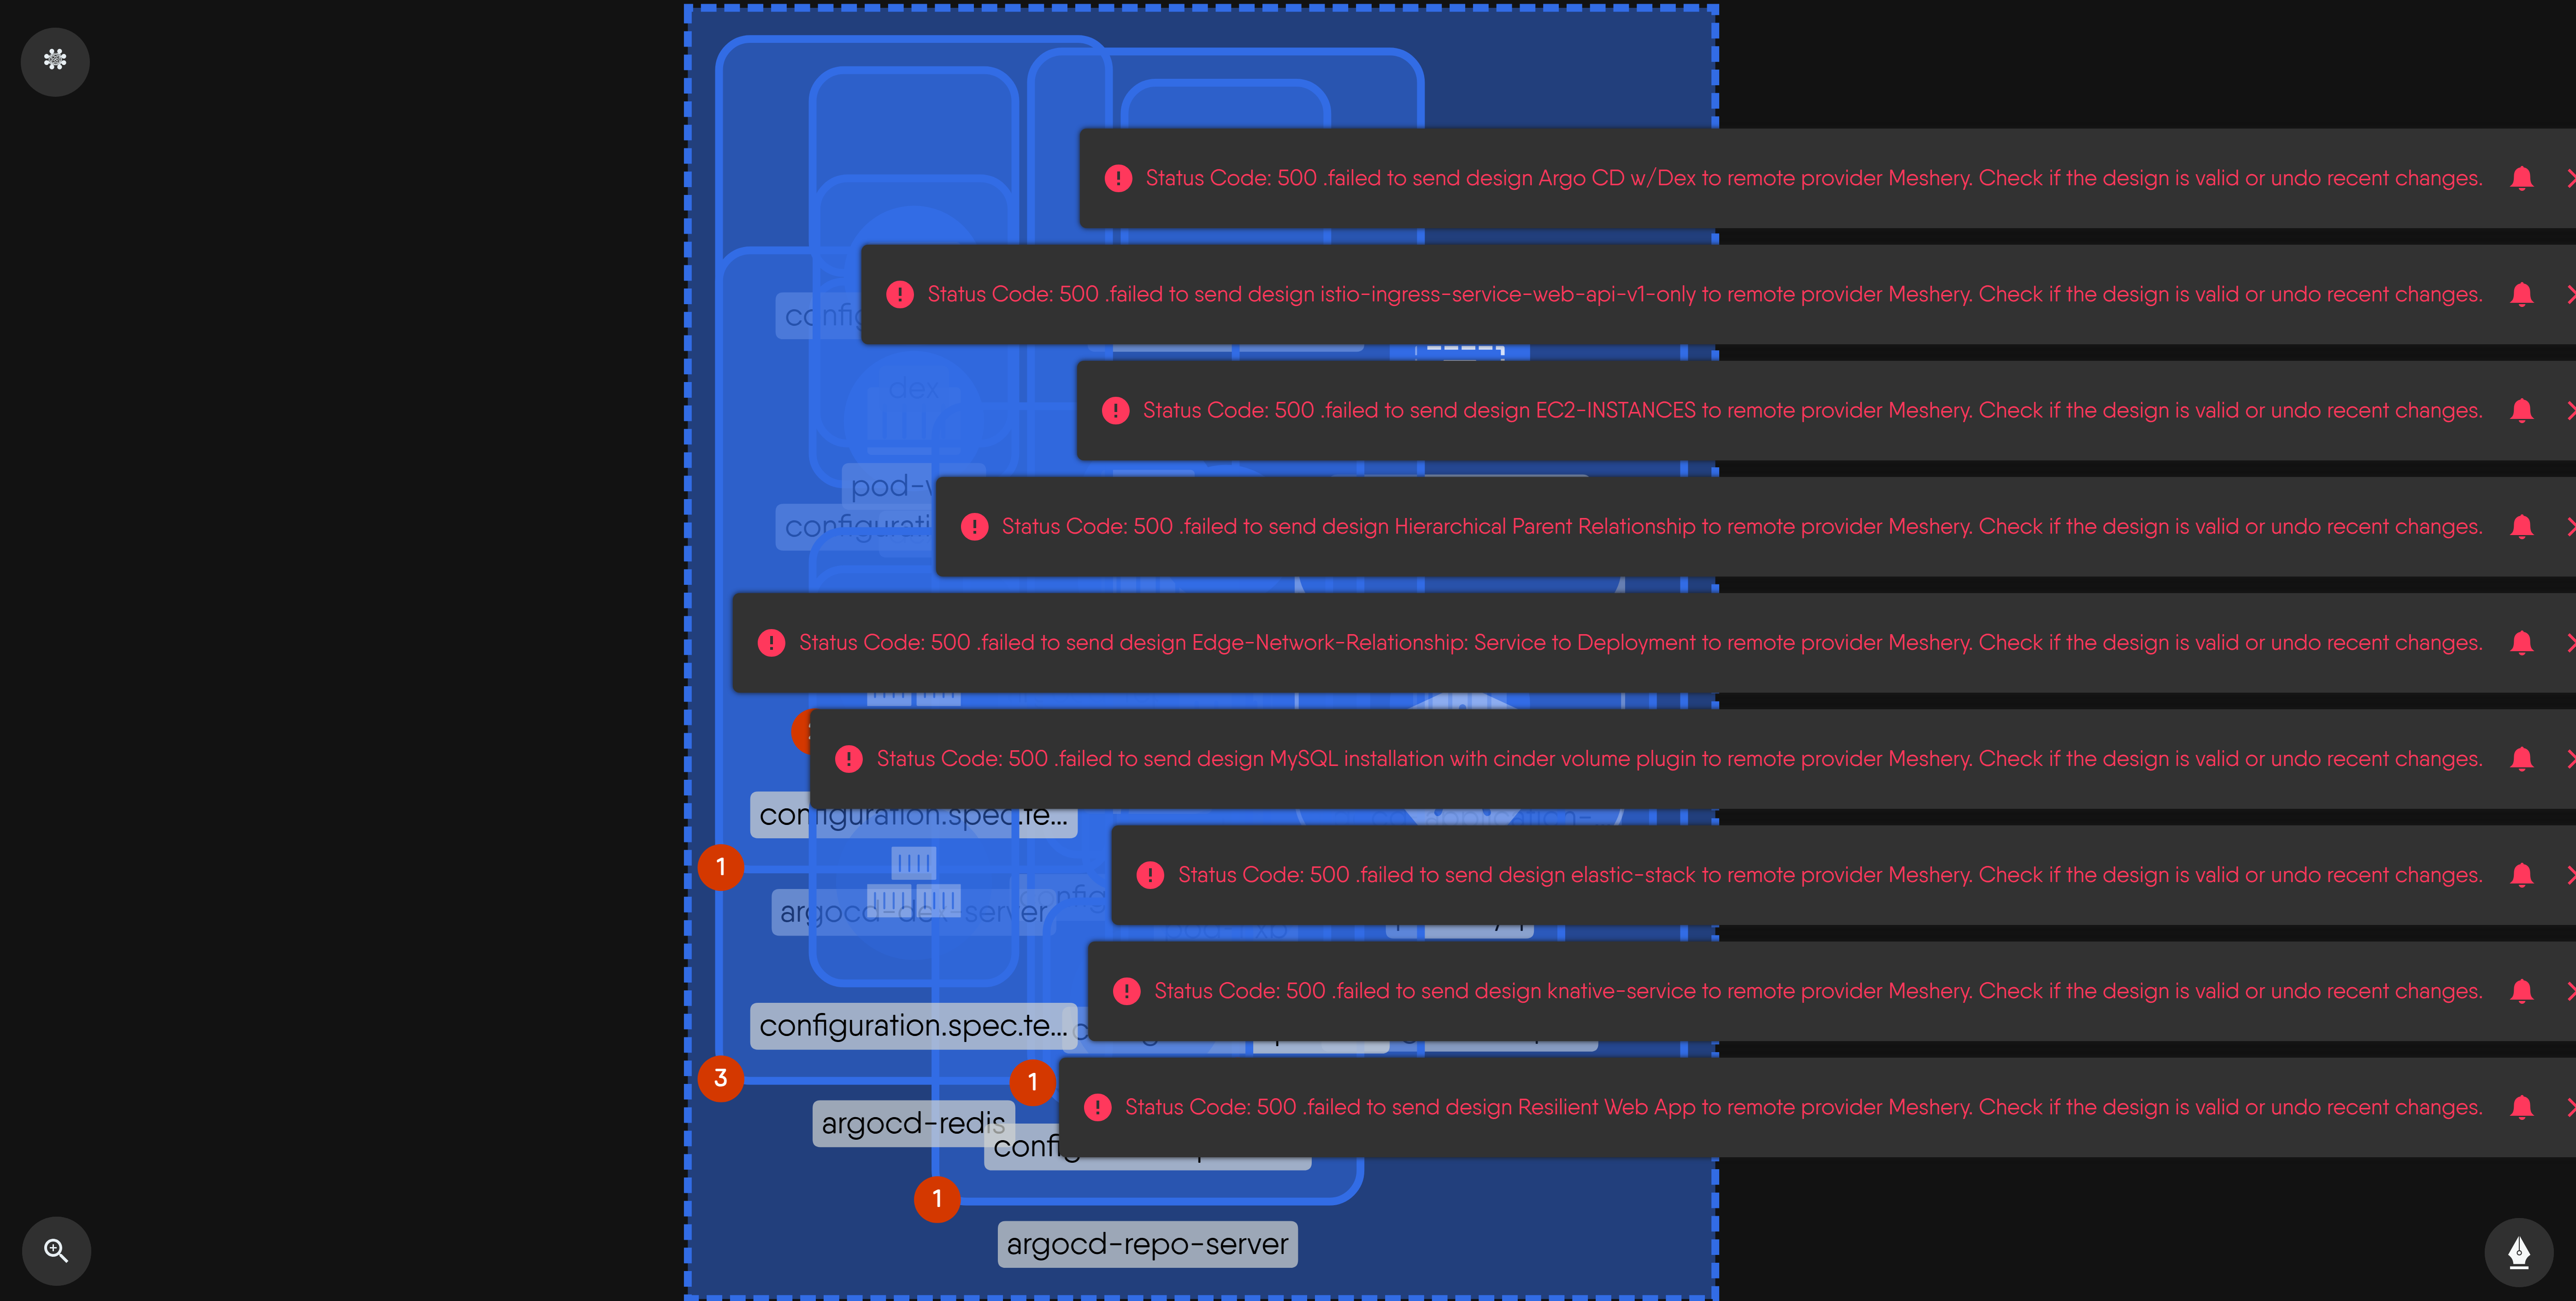 Status Code: 500 .failed to send design Argo CD w/Dex to remote provider Meshery. Check if the design is valid or undo recent changes.
Status Code: 500 .failed to send design istio-ingress-service-web-api-v1-only to remote provider Meshery. Check if the design is valid or undo recent changes.
dex
Status Code: 500 .failed to send design EC2-INSTANCES to remote provider Meshery. Check if the design is valid or undo recent changes.
Status Code: 500 .failed to send design Hierarchical Parent Relationship to remote provider Meshery. Check if the design is valid or undo recent changes.
Status Code: 500 .failed to send design Edge-Network-Relationship: Service to Deployment to remote provider Meshery. Check if the design is valid or undo recent changes.
Status Code: 500 .failed to send design MySQL installation with cinder volume plugin to remote provider Meshery. Check if the design is valid or undo recent changes.
configuration.spec.te...
1
Status Code: 500 .failed to send design elastic-stack to remote provider Meshery. Check if the design is valid or undo recent changes.
argocd-dex-server
Status Code: 500 .failed to send design knative-service to remote provider Meshery. Check if the design is valid or undo recent changes.
configuration.spec.te...
3
1
Status Code: 500 .failed to send design Resilient Web App to remote provider Meshery. Check if the design is valid or undo recent changes.
argocd-redis
1
argocd-repo-server